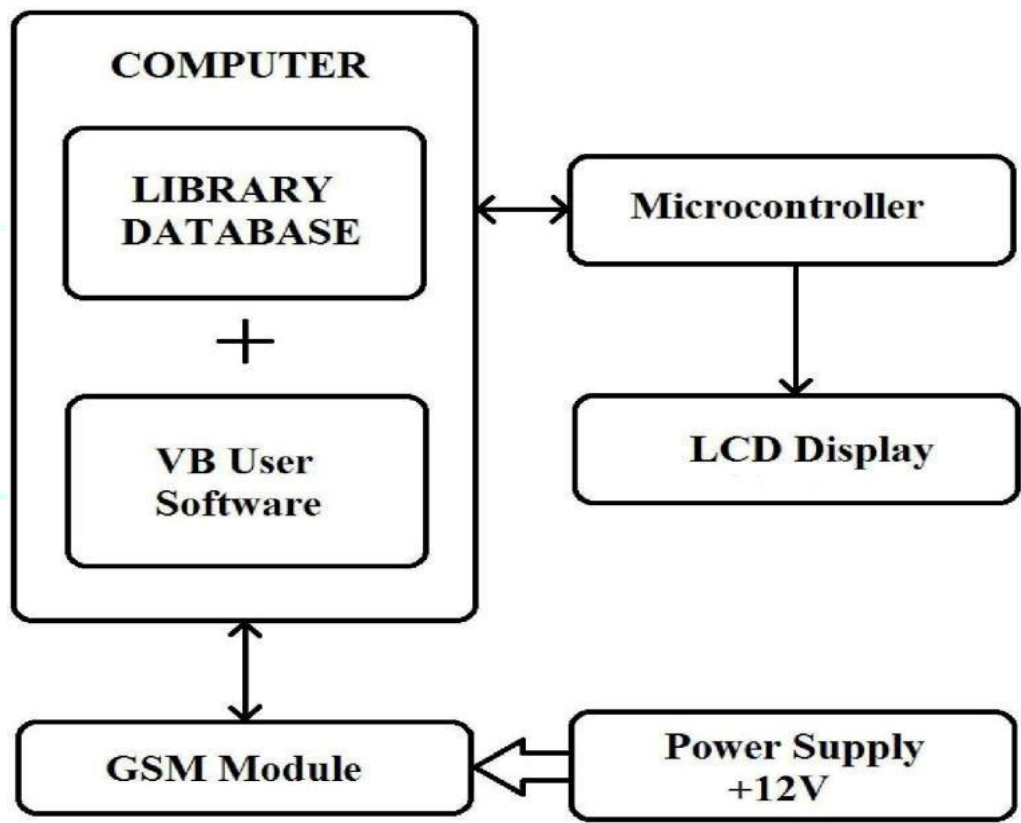 COMPUTER
LIBRARY
DATABASE
+
VB User
Software
Microcontroller
LCD Display
GSM Module
Power Supply
+12V